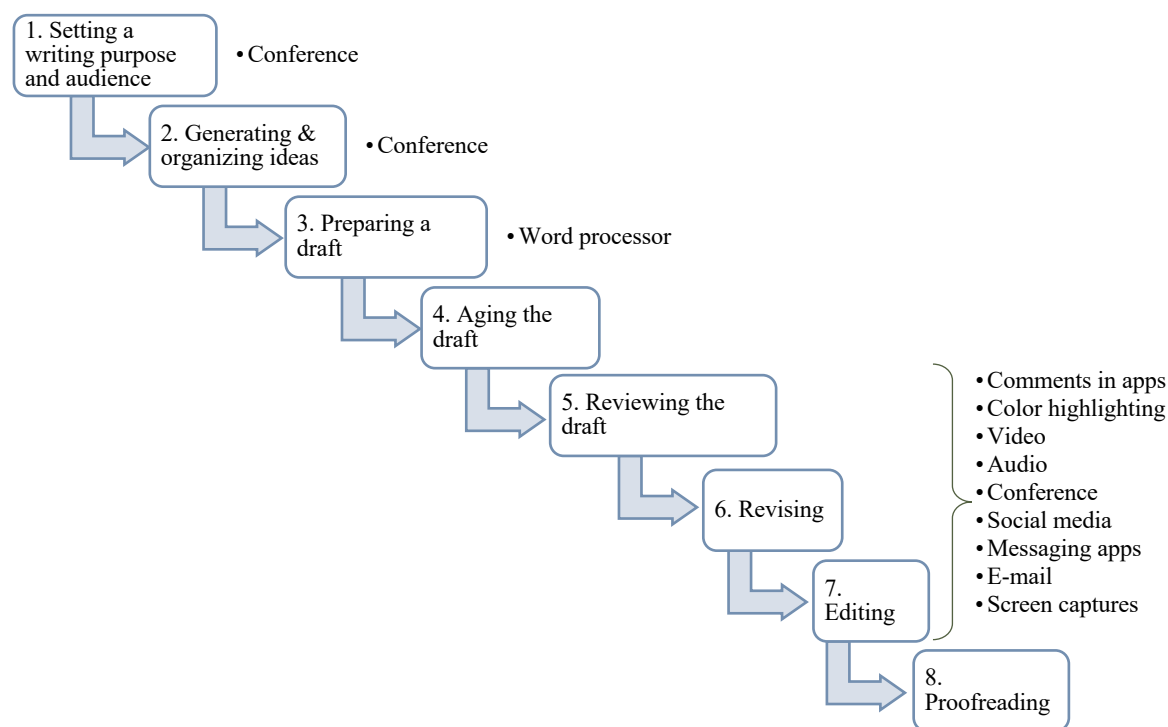 1. Setting a
writing purpose
and audience
• Conference
2. Generating &
organizing ideas
• Conference
3. Preparing a
draft
• Word processor
4. Aging the
draft
5. Reviewing the
draft
6. Revising
7.
Editing
• Comments in apps
• Color highlighting
• Video
• Audio
• Conference
• Social media
• Messaging apps
• E-mail
• Screen captures
8.
Proofreading